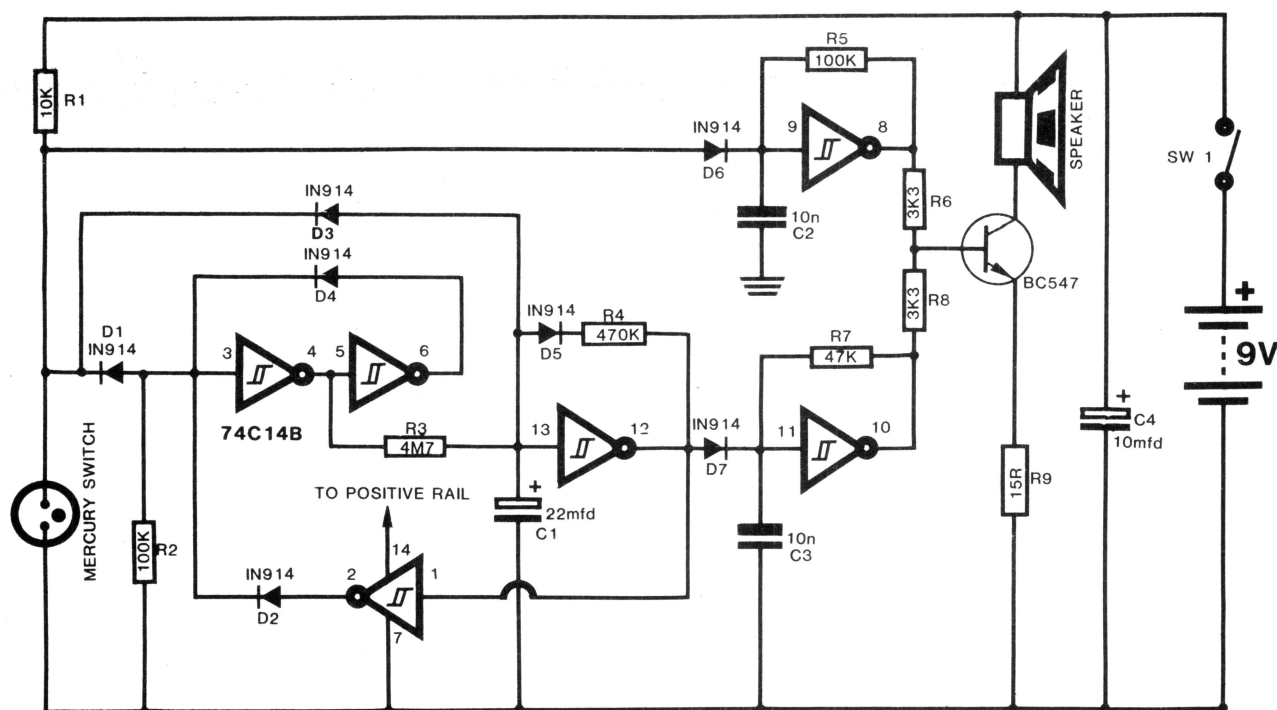 10K
R1
R5
100K
IN914
D6
9
8
10n
C2
3K3
R6
SPEAKER
SW 1
BC547
IN914
D3
IN914
D4
D1
IN914
3
4
5
6
74C14B
IN914
D5
R4
470K
3K3
R8
R7
47K
R3
4M7
13
12
IN914
D7
11
10
+
9V
+
C4
10mfd
MERCURY SWITCH
100K
R2
TO POSITIVE RAIL
+
22mfd
C1
10n
C3
15R
R9
14
IN914
D2
2
1
7